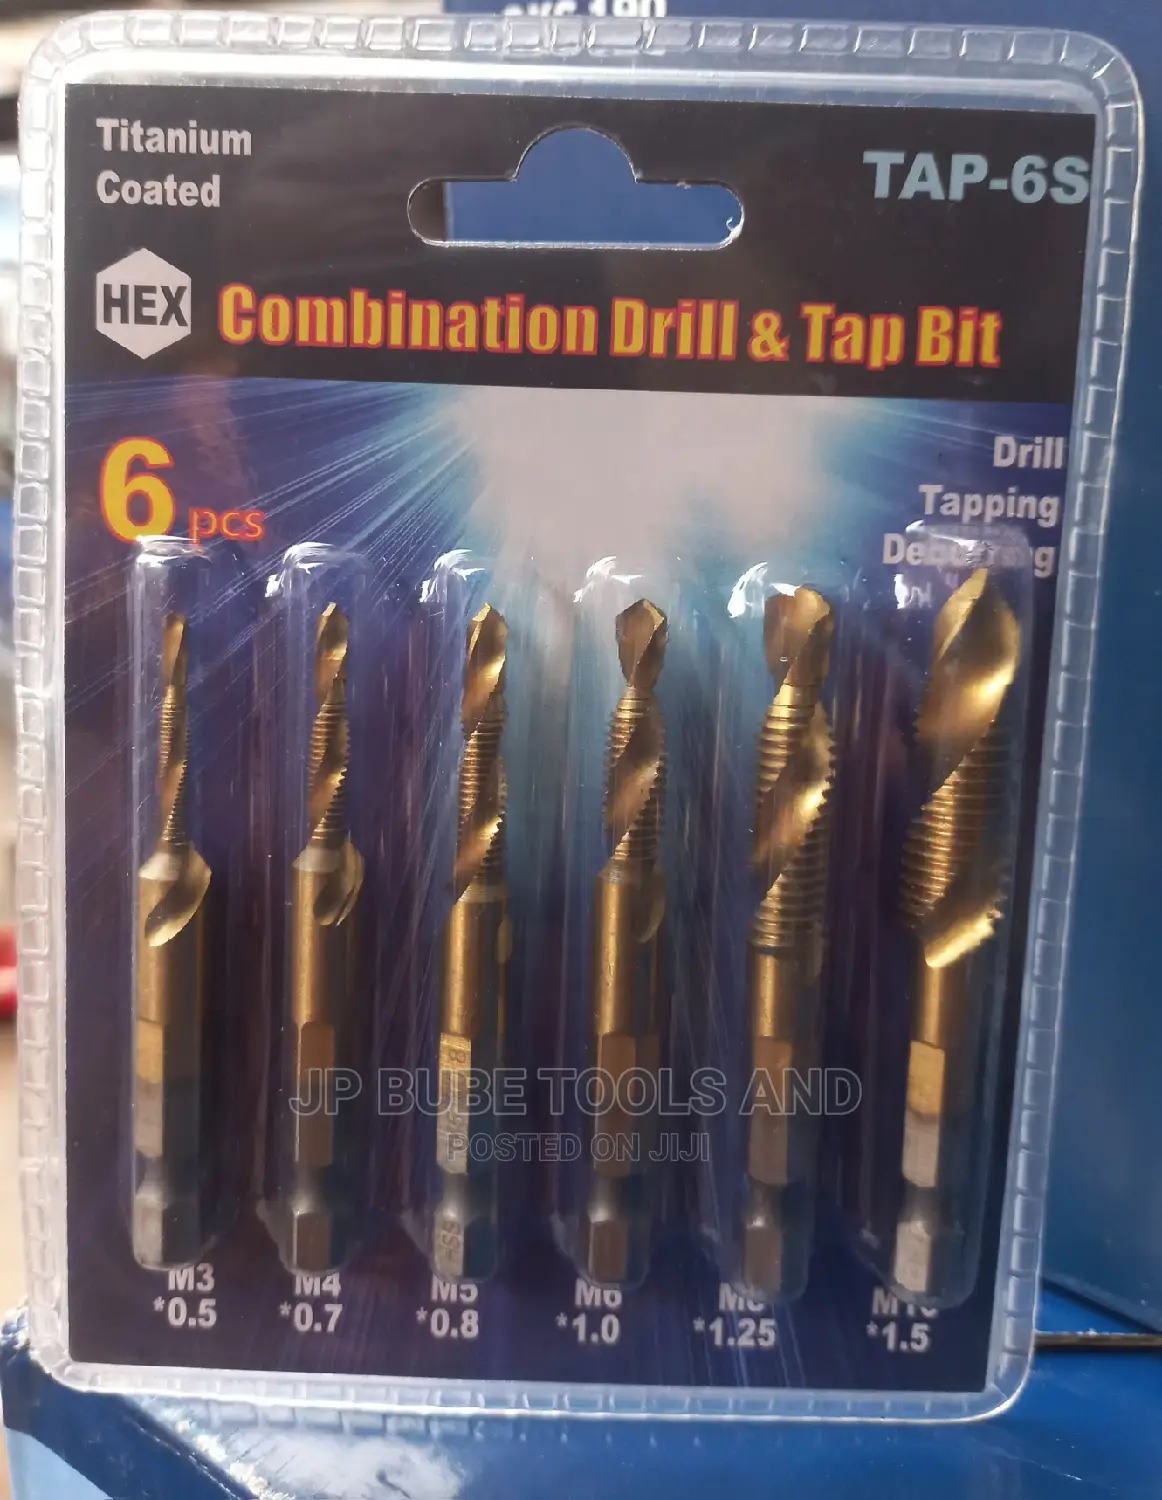 Titanium
Coated
TAP-6S
HEX
Combination Drill & Tap Bit
6 pcs
Drill
Tapping
JP BUBE TOOLS AND
POSTED ON JIJI
HSS
M3
*0.5
M4
*0.7
M5
*0.8
M6
*1.0
*1.25
*1.5